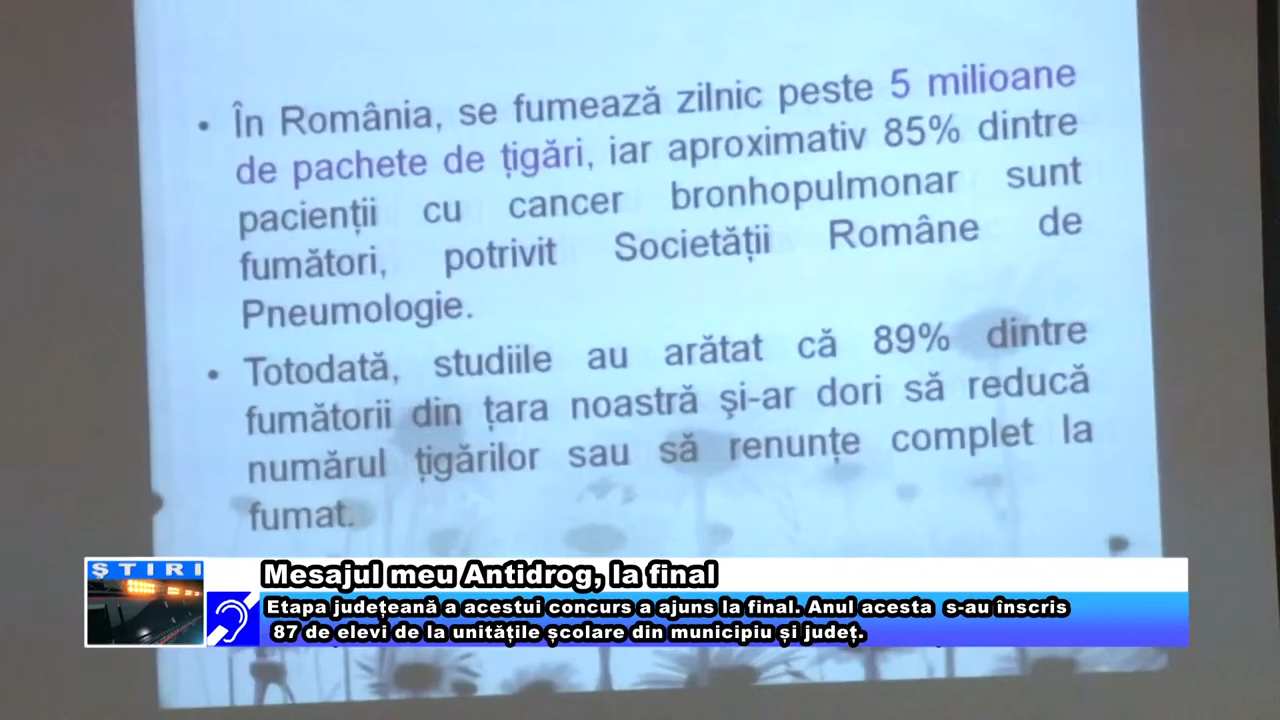 • În România, se fumează zilnic peste 5 milioane
de pachete de țigări, iar aproximativ 85% dintre
pacienții cu cancer bronhopulmonar sunt
fumători, potrivit Societății Române de
Pneumologie.
• Totodată, studiile au arătat că 89% dintre
fumătorii din țara noastră şi-ar dori să reducă
numărul țigărilor sau să renunțe complet la
fumat.
ŞTIRI
Mesajul meu Antidrog, la final
Etapa județeană a acestui concurs a ajuns la final. Anul acesta s-au înscris
87 de elevi de la unitățile școlare din municipiu și județ.